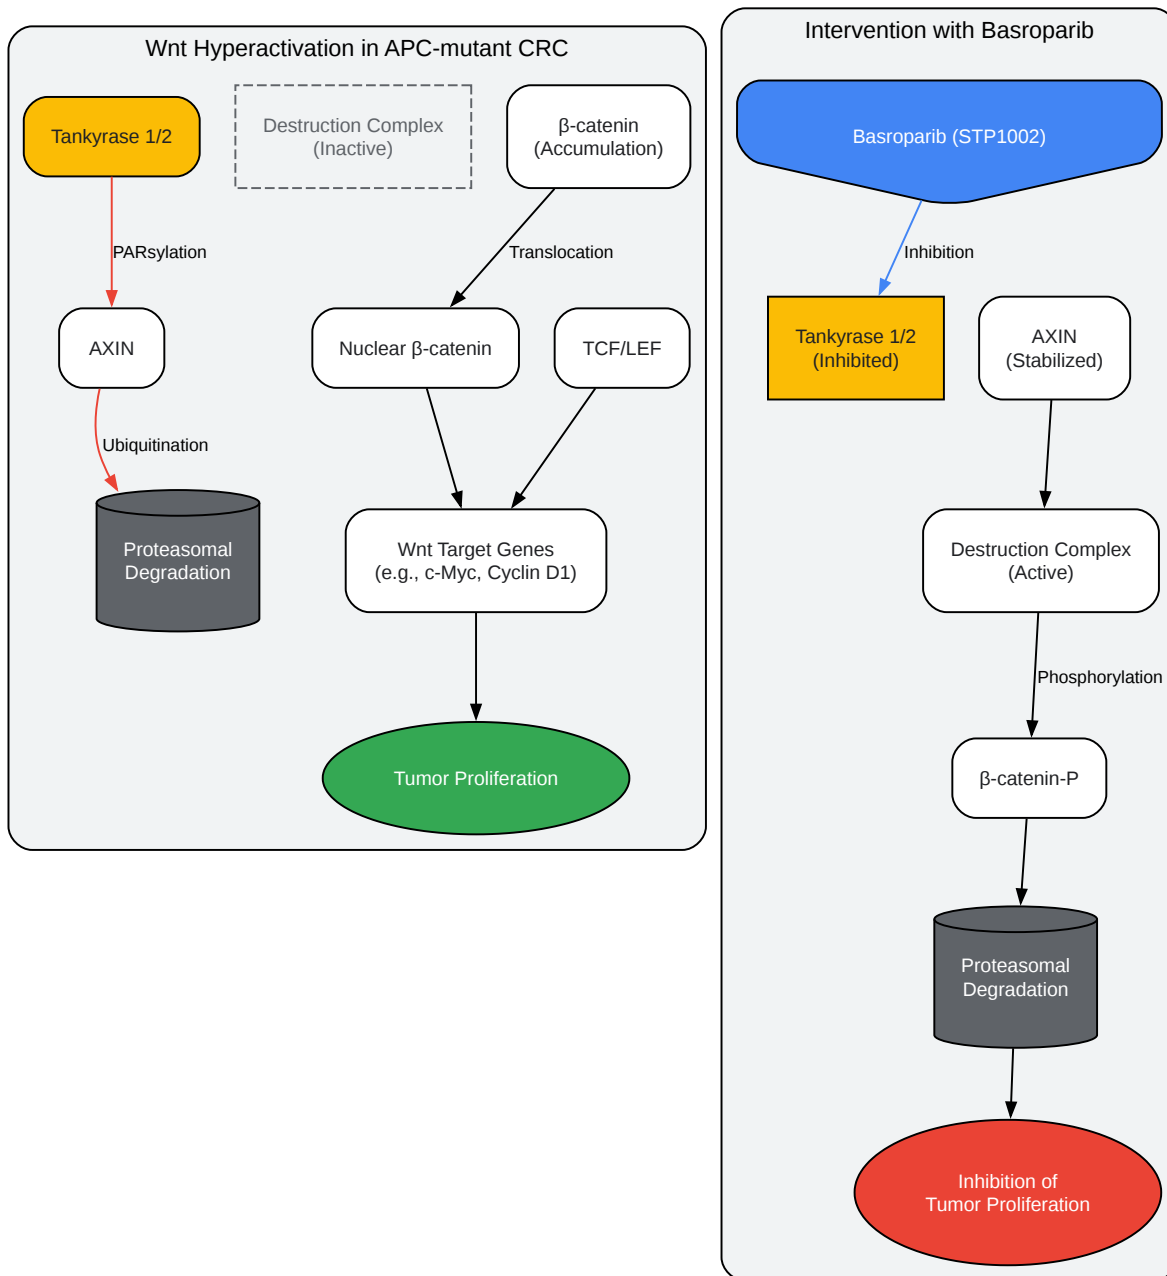 Wnt Hyperactivation in APC-mutant CRC
Tankyrase 1/2
Destruction Complex
(Inactive)
β-catenin
(Accumulation)
PARsylation
Translocation
AXIN
Nuclear β-catenin
TCF/LEF
Ubiquitination
Proteasomal
Degradation
Wnt Target Genes
(e.g., c-Myc, Cyclin D1)
Tumor Proliferation
Intervention with Basroparib
Basroparib (STP1002)
Inhibition
Tankyrase 1/2
(Inhibited)
AXIN
(Stabilized)
Destruction Complex
(Active)
Phosphorylation
β-catenin-P
Proteasomal
Degradation
Inhibition of
Tumor Proliferation